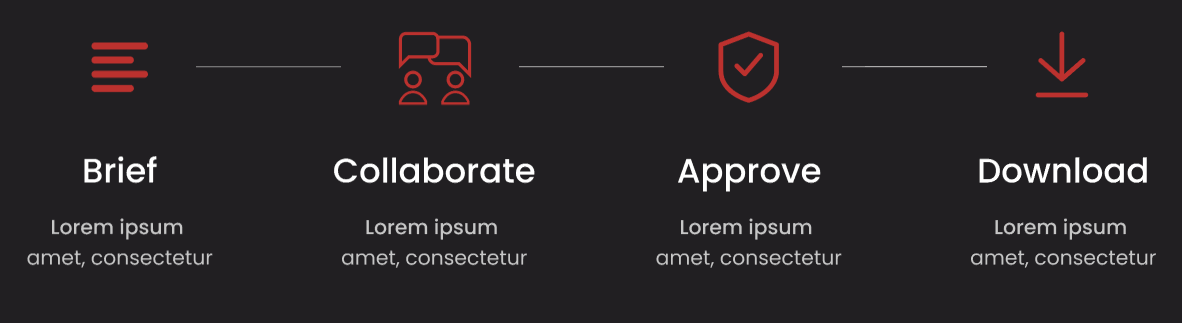 Brief
Lorem ipsum
amet, consectetur
Collaborate
Lorem ipsum
amet, consectetur
Approve
Lorem ipsum
amet, consectetur
Download
Lorem ipsum
amet, consectetur